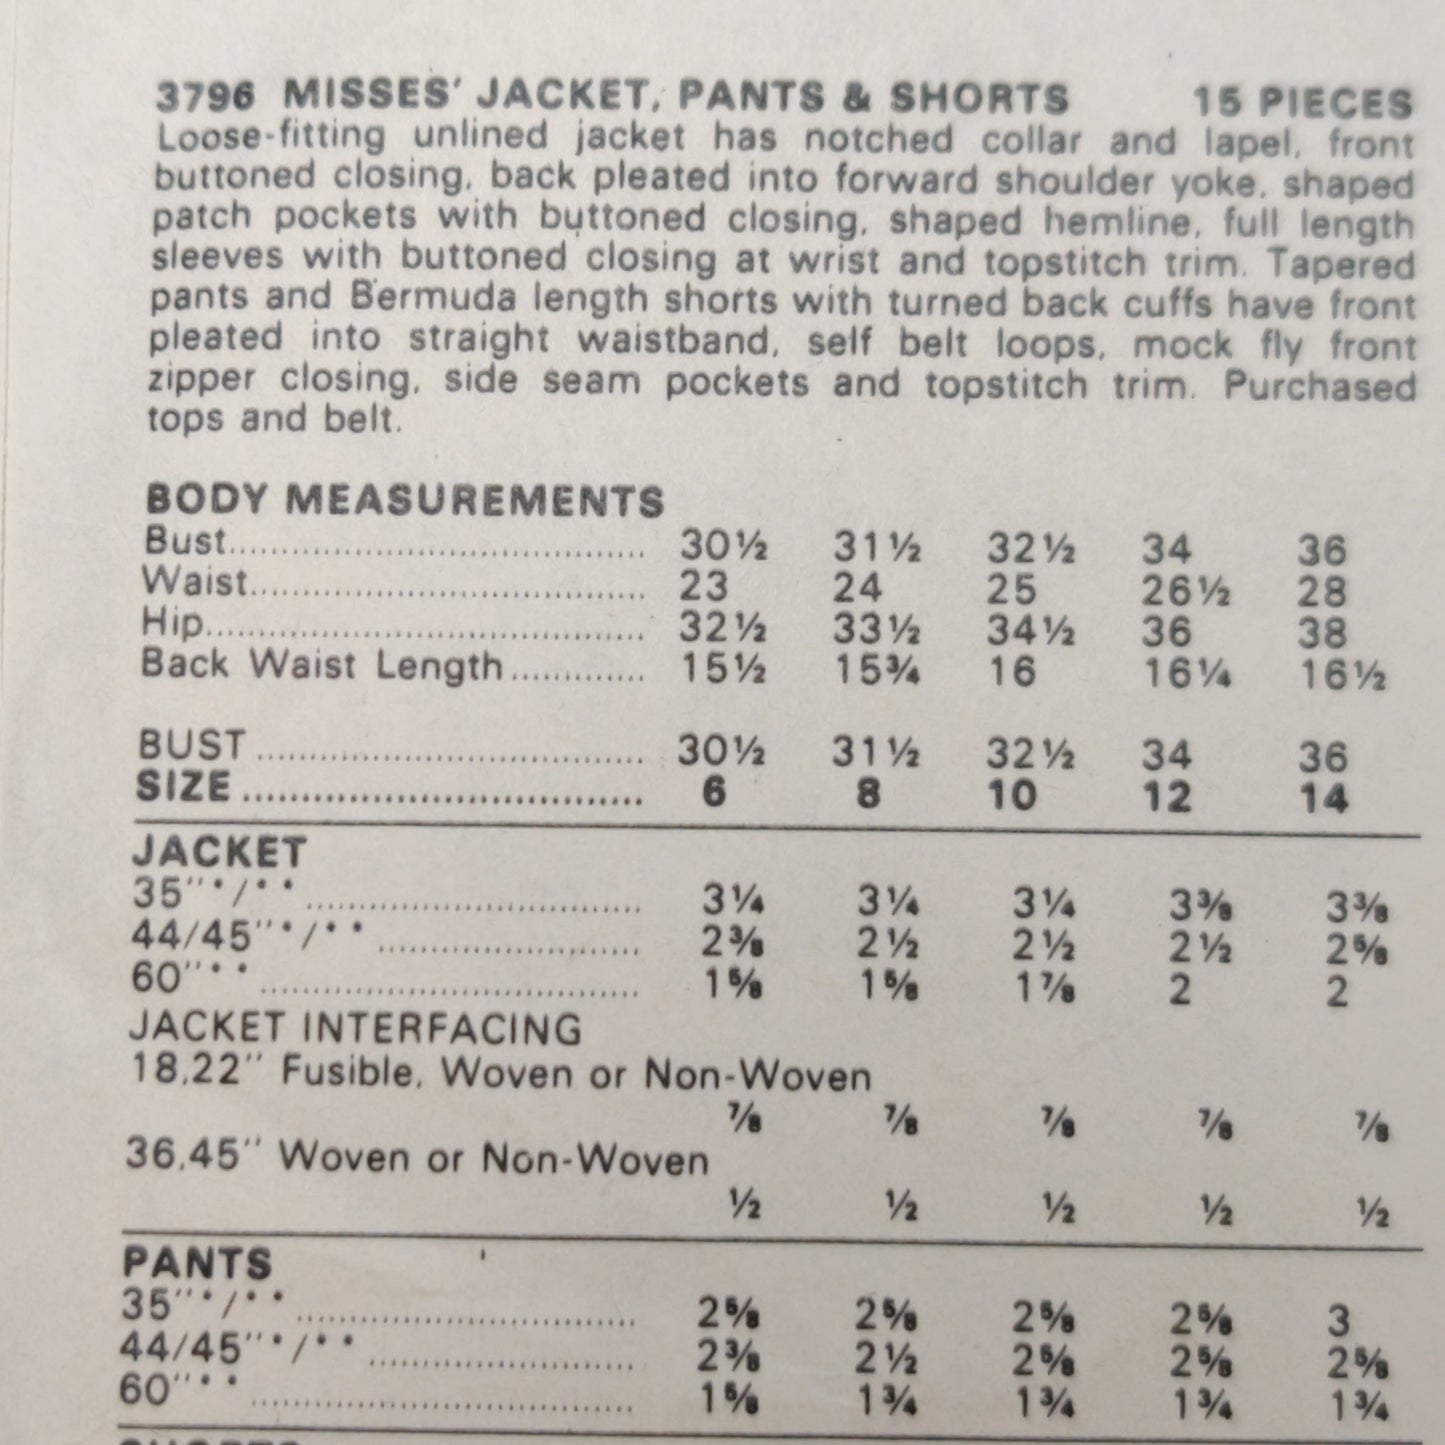 3796 MISSES' JACKET, PANTS & SHORTS 15 PIECES
Loose-fitting unlined jacket has notched collar and lapel, front
buttoned closing, back pleated into forward shoulder yoke, shaped
patch pockets with buttoned closing, shaped hemline, full length
sleeves with buttoned closing at wrist and topstitch trim. Tapered
pants and Bermuda length shorts with turned back cuffs have front
pleated into straight waistband, self belt loops, mock fly front
zipper closing, side seam pockets and topstitch trim. Purchased
tops and belt.
BODY MEASUREMENTS
Bust........................................ 30½ 31½ 32½ 34 36
Waist...................................... 23 24 25 26½ 28
Hip.......................................... 32½ 33½ 34½ 36 38
Back Waist Length............. 15½ 15¾ 16 16¼ 16½
BUST ..................................... 30½ 31½ 32½ 34 36
SIZE .................................... 6 8 10 12 14
JACKET
35"*/** ................................ 3¼ 3¼ 3¼ 3⅜ 3⅜
44/45"*/** ......................... 2⅜ 2½ 2½ 2½ 2⅝
60"** .................................... 1⅝ 1⅝ 1⅞ 2 2
JACKET INTERFACING
18,22" Fusible, Woven or Non-Woven
⅞ ⅞ ⅞ ⅞ ⅞
36,45" Woven or Non-Woven
½ ½ ½ ½ ½
PANTS
35"*/** ................................ 2⅝ 2⅝ 2⅝ 2⅝ 3
44/45"*/** ......................... 2⅜ 2½ 2⅝ 2⅝ 2⅝
60"** .................................... 1⅝ 1¾ 1¾ 1¾ 1¾